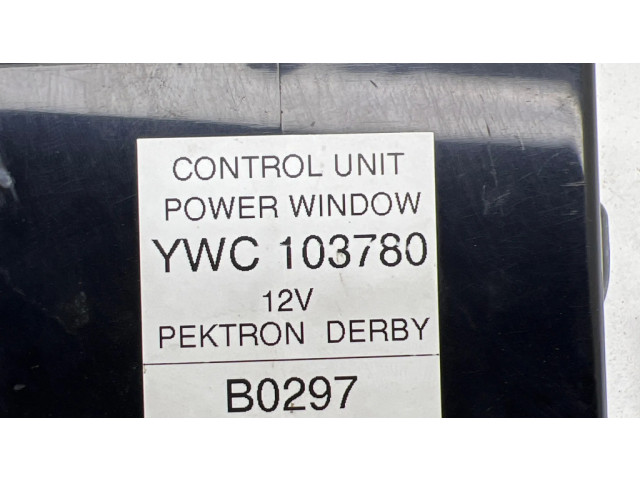 CONTROL UNIT
POWER WINDOW
YWC 103780
12V
PEKTRON DERBY
B0297